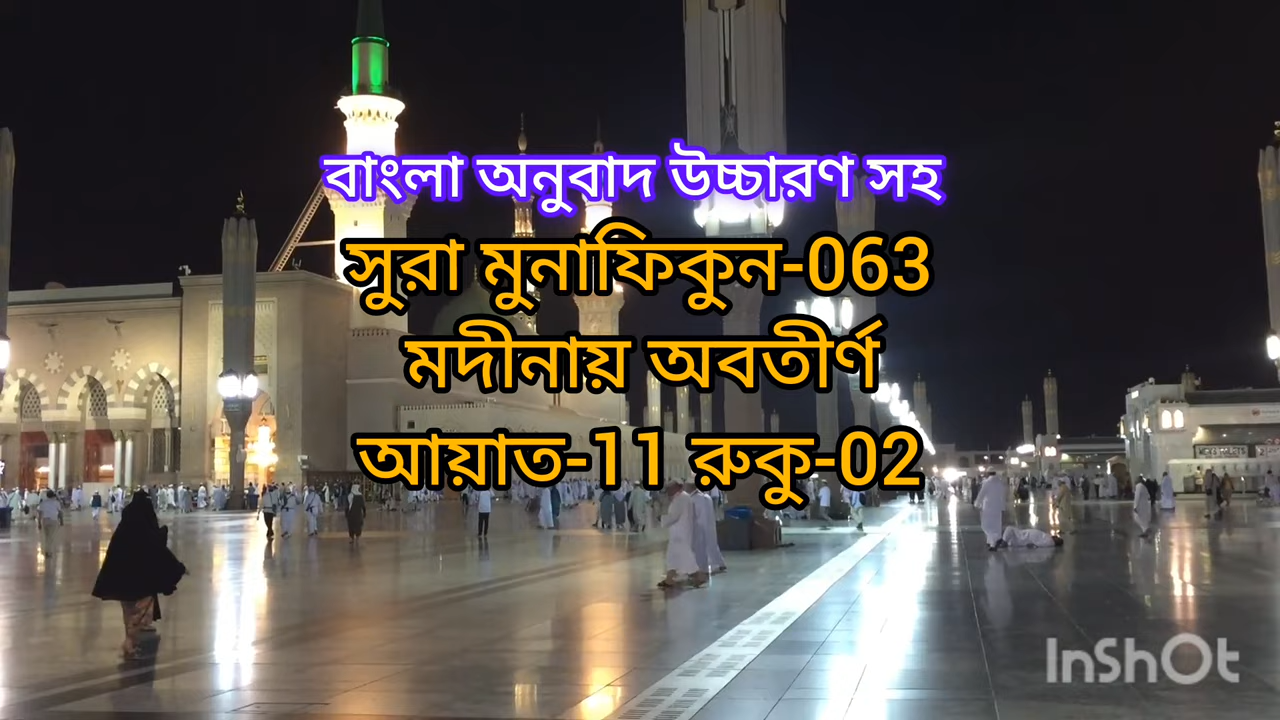 বাংলা অনুবাদ উচ্চারণ সহ
সুরা মুনাফিকুন-063
মদীনায় অবতীর্ণ
আয়াত-11 রুকু-02
InShOt